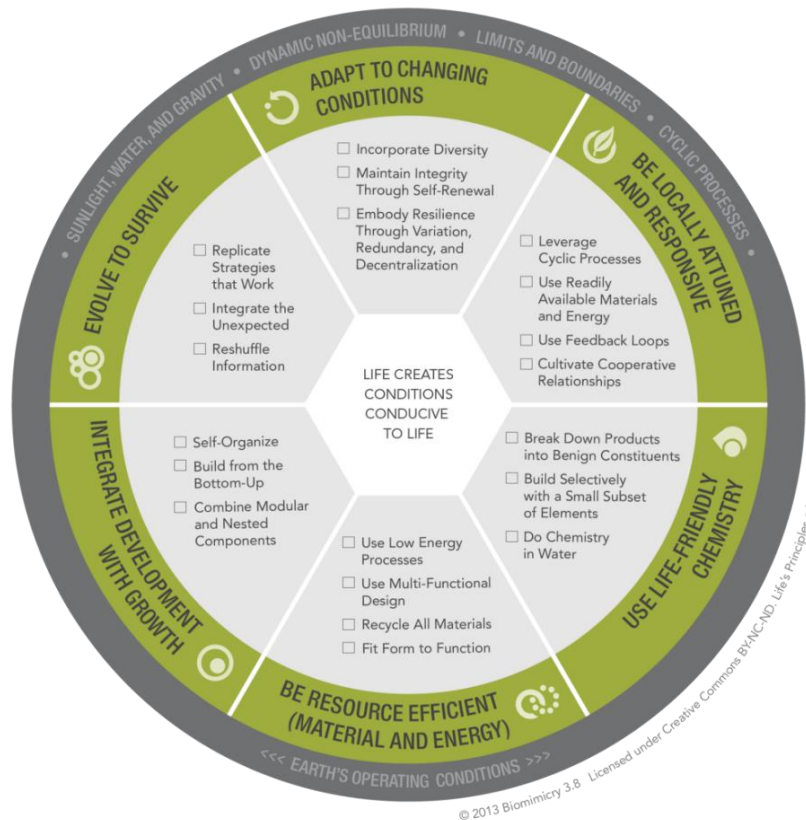 SUNLIGHT, WATER, AND GRAVITY • DYNAMIC NON-EQUILIBRIUM • LIMITS AND BOUNDARIES • CYCLIC PROCESSES •
ADAPT TO CHANGING
CONDITIONS
Incorporate Diversity
Maintain Integrity
Through Self-Renewal
Embody Resilience
Through Variation,
Redundancy, and
Decentralization
BE LOCALLY ATTUNED
AND RESPONSIVE
Leverage
Cyclic Processes
Use Readily
Available Materials
and Energy
Use Feedback Loops
Cultivate Cooperative
Relationships
USE LIFE-FRIENDLY
CHEMISTRY
Break Down Products
into Benign Constituents
Build Selectively
with a Small Subset
of Elements
Do Chemistry
in Water
BE RESOURCE EFFICIENT
(MATERIAL AND ENERGY)
Use Low Energy
Processes
Use Multi-Functional
Design
Recycle All Materials
Fit Form to Function
INTEGRATE DEVELOPMENT
WITH GROWTH
Self-Organize
Build from the
Bottom-Up
Combine Modular
and Nested
Components
EVOLVE TO SURVIVE
Replicate
Strategies
that Work
Integrate the
Unexpected
Reshuffle
Information
LIFE CREATES
CONDITIONS
CONDUCIVE
TO LIFE
<<< EARTH'S OPERATING CONDITIONS >>>
© 2013 Biomimicry 3.8 Licensed under Creative Commons BY-NC-ND. Life's Principles